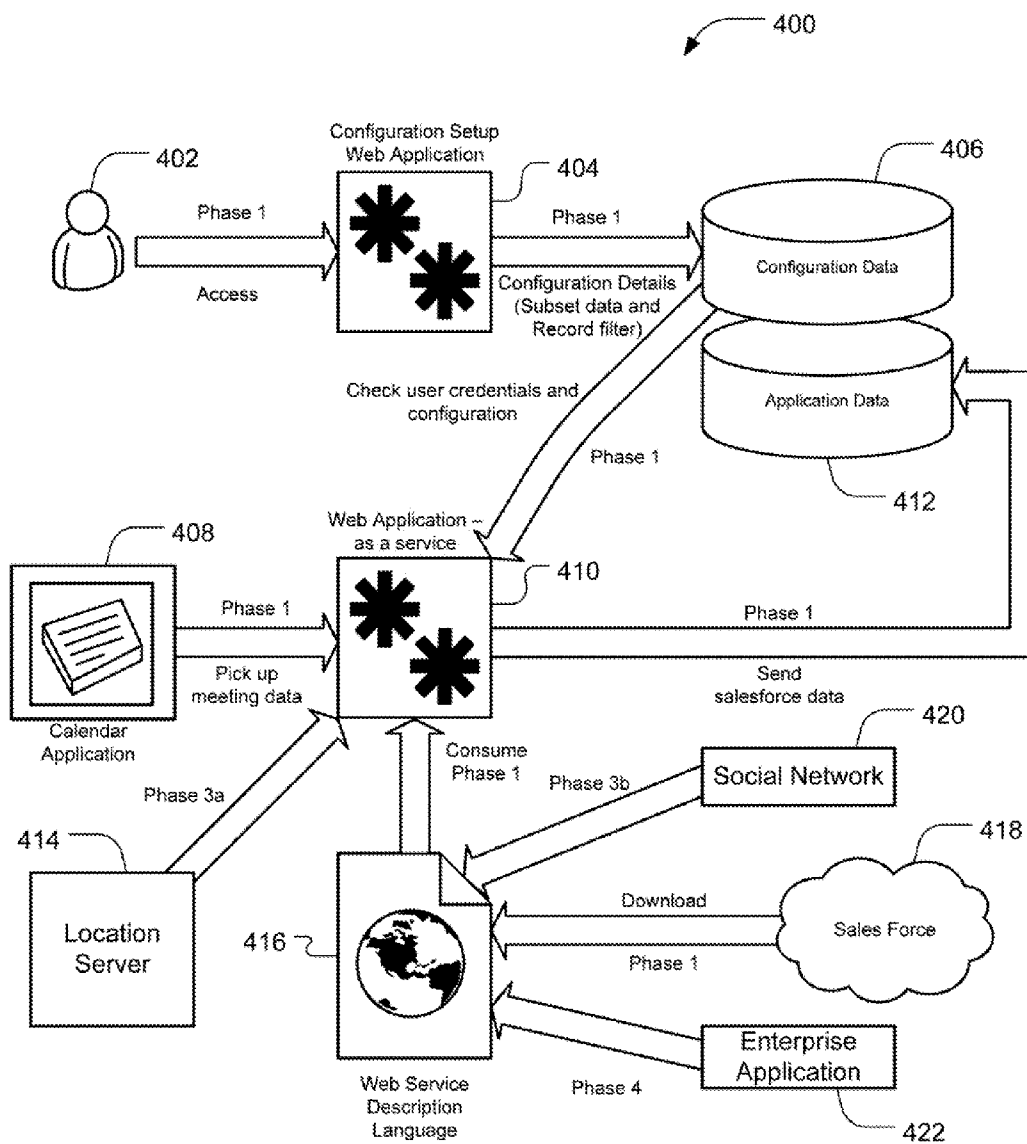 400
Configuration Setup
Web Application
402
404
406
Phase 1
Phase 1
Configuration Data
Access
Configuration Details
(Subset data and
Record filter)
Check user credentials and
configuration
Application Data
Phase 1
412
Web Application –
as a service
408
410
Phase 1
Phase 1
Pick up
meeting data
Send
salesforce data
Calendar
Application
Consume
Phase 1
420
Phase 3a
Phase 3b
Social Network
414
418
Download
Location
Server
416
Sales Force
Phase 1
Enterprise
Application
Phase 4
Web Service
Description
Language
422